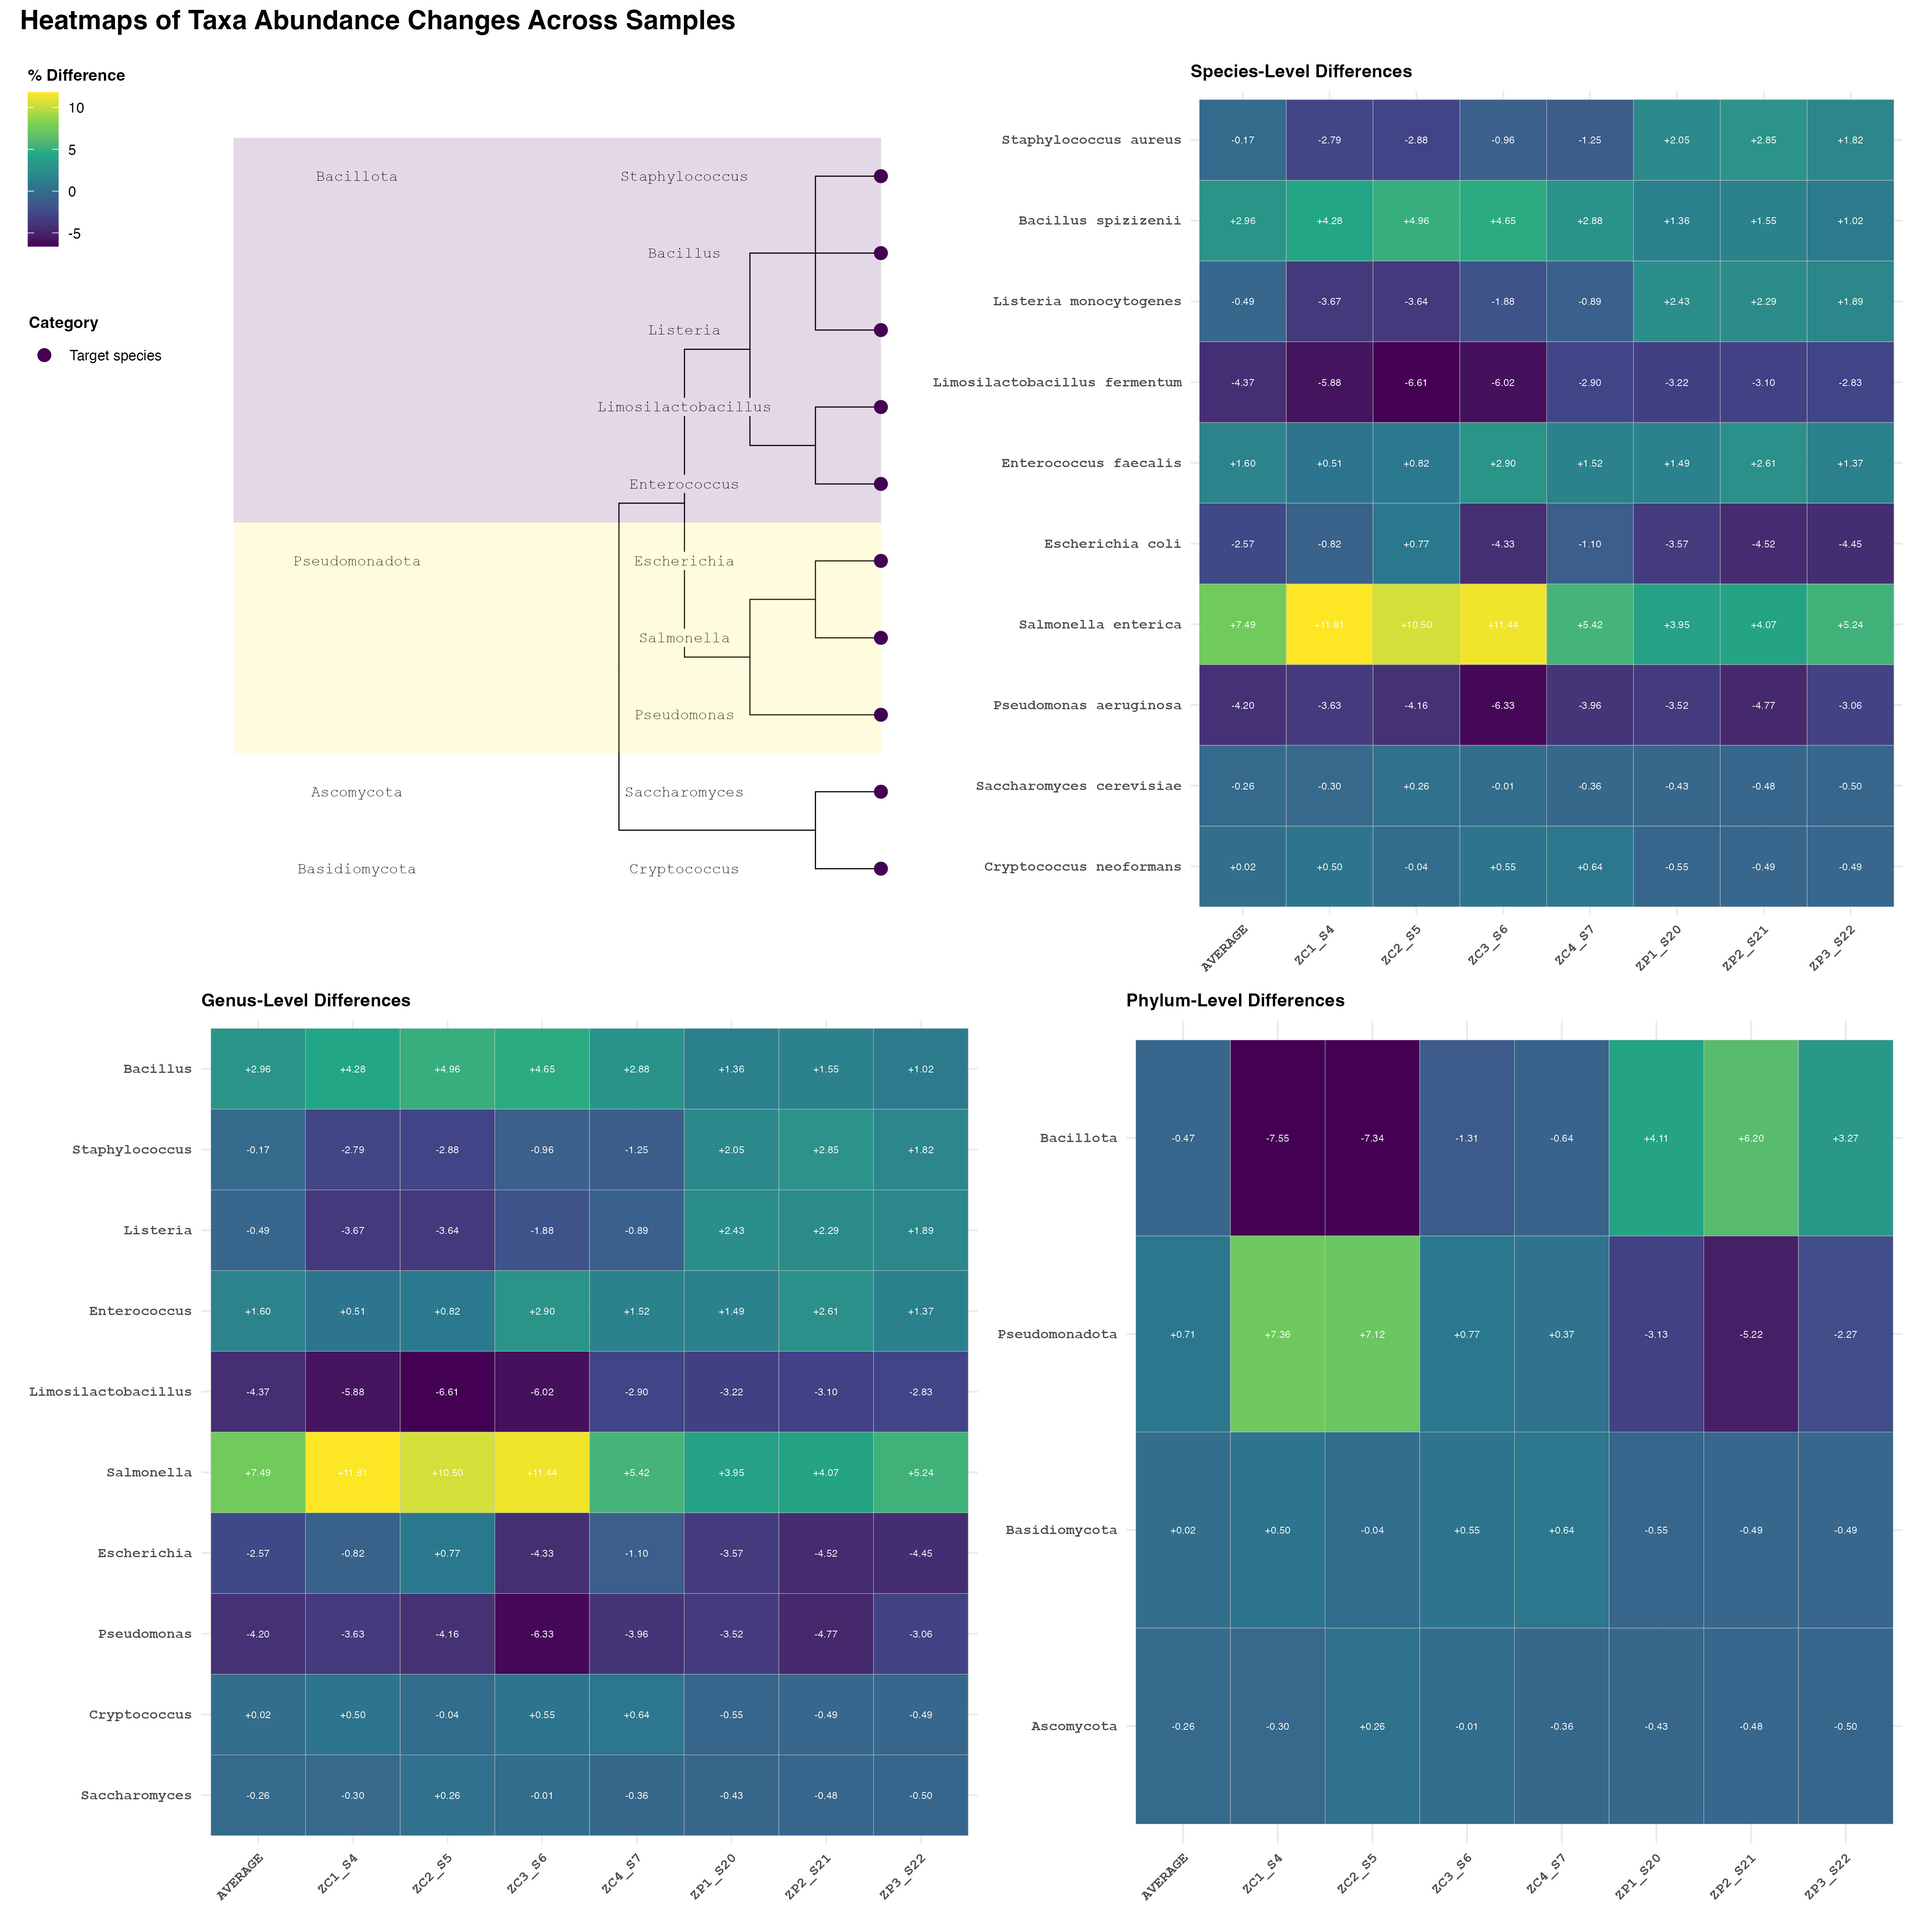 Heatmaps of Taxa Abundance Changes Across Samples
% Difference
10
5
0
-5
Category
Target species
Bacillota Staphylococcus
Bacillus
Listeria
Limosilactobacillus
Enterococcus
Pseudomonadota Escherichia
Salmonella
Pseudomonas
Ascomycota Saccharomyces
Basidiomycota Cryptococcus
Species-Level Differences
Staphylococcus aureus -0.17 -2.79 -2.88 -0.96 -1.25 +2.05 +2.85 +1.82
Bacillus spizizenii +2.96 +4.28 +4.96 +4.65 +2.88 +1.36 +1.55 +1.02
Listeria monocytogenes -0.49 -3.67 -3.64 -1.88 -0.89 +2.43 +2.29 +1.89
Limosilactobacillus fermentum -4.37 -5.88 -6.61 -6.02 -2.90 -3.22 -3.10 -2.83
Enterococcus faecalis +1.60 +0.51 +0.82 +2.90 +1.52 +1.49 +2.61 +1.37
Escherichia coli -2.57 -0.82 +0.77 -4.33 -1.10 -3.57 -4.52 -4.45
Salmonella enterica +7.49 +11.81 +10.50 +11.44 +5.42 +3.95 +4.07 +5.24
Pseudomonas aeruginosa -4.20 -3.63 -4.16 -6.33 -3.96 -3.52 -4.77 -3.06
Saccharomyces cerevisiae -0.26 -0.30 +0.26 -0.01 -0.36 -0.43 -0.48 -0.50
Cryptococcus neoformans +0.02 +0.50 -0.04 +0.55 +0.64 -0.55 -0.49 -0.49
AVERAGE ZC1_S4 ZC2_S5 ZC3_S6 ZC4_S7 ZP1_S20 ZP2_S21 ZP3_S22
Genus-Level Differences
Bacillus +2.96 +4.28 +4.96 +4.65 +2.88 +1.36 +1.55 +1.02
Staphylococcus -0.17 -2.79 -2.88 -0.96 -1.25 +2.05 +2.85 +1.82
Listeria -0.49 -3.67 -3.64 -1.88 -0.89 +2.43 +2.29 +1.89
Enterococcus +1.60 +0.51 +0.82 +2.90 +1.52 +1.49 +2.61 +1.37
Limosilactobacillus -4.37 -5.88 -6.61 -6.02 -2.90 -3.22 -3.10 -2.83
Salmonella +7.49 +11.81 +10.50 +11.44 +5.42 +3.95 +4.07 +5.24
Escherichia -2.57 -0.82 +0.77 -4.33 -1.10 -3.57 -4.52 -4.45
Pseudomonas -4.20 -3.63 -4.16 -6.33 -3.96 -3.52 -4.77 -3.06
Cryptococcus +0.02 +0.50 -0.04 +0.55 +0.64 -0.55 -0.49 -0.49
Saccharomyces -0.26 -0.30 +0.26 -0.01 -0.36 -0.43 -0.48 -0.50
AVERAGE ZC1_S4 ZC2_S5 ZC3_S6 ZC4_S7 ZP1_S20 ZP2_S21 ZP3_S22
Phylum-Level Differences
Bacillota -0.47 -7.55 -7.34 -1.31 -0.64 +4.11 +6.20 +3.27
Pseudomonadota +0.71 +7.36 +7.12 +0.77 +0.37 -3.13 -5.22 -2.27
Basidiomycota +0.02 +0.50 -0.04 +0.55 +0.64 -0.55 -0.49 -0.49
Ascomycota -0.26 -0.30 +0.26 -0.01 -0.36 -0.43 -0.48 -0.50
AVERAGE ZC1_S4 ZC2_S5 ZC3_S6 ZC4_S7 ZP1_S20 ZP2_S21 ZP3_S22